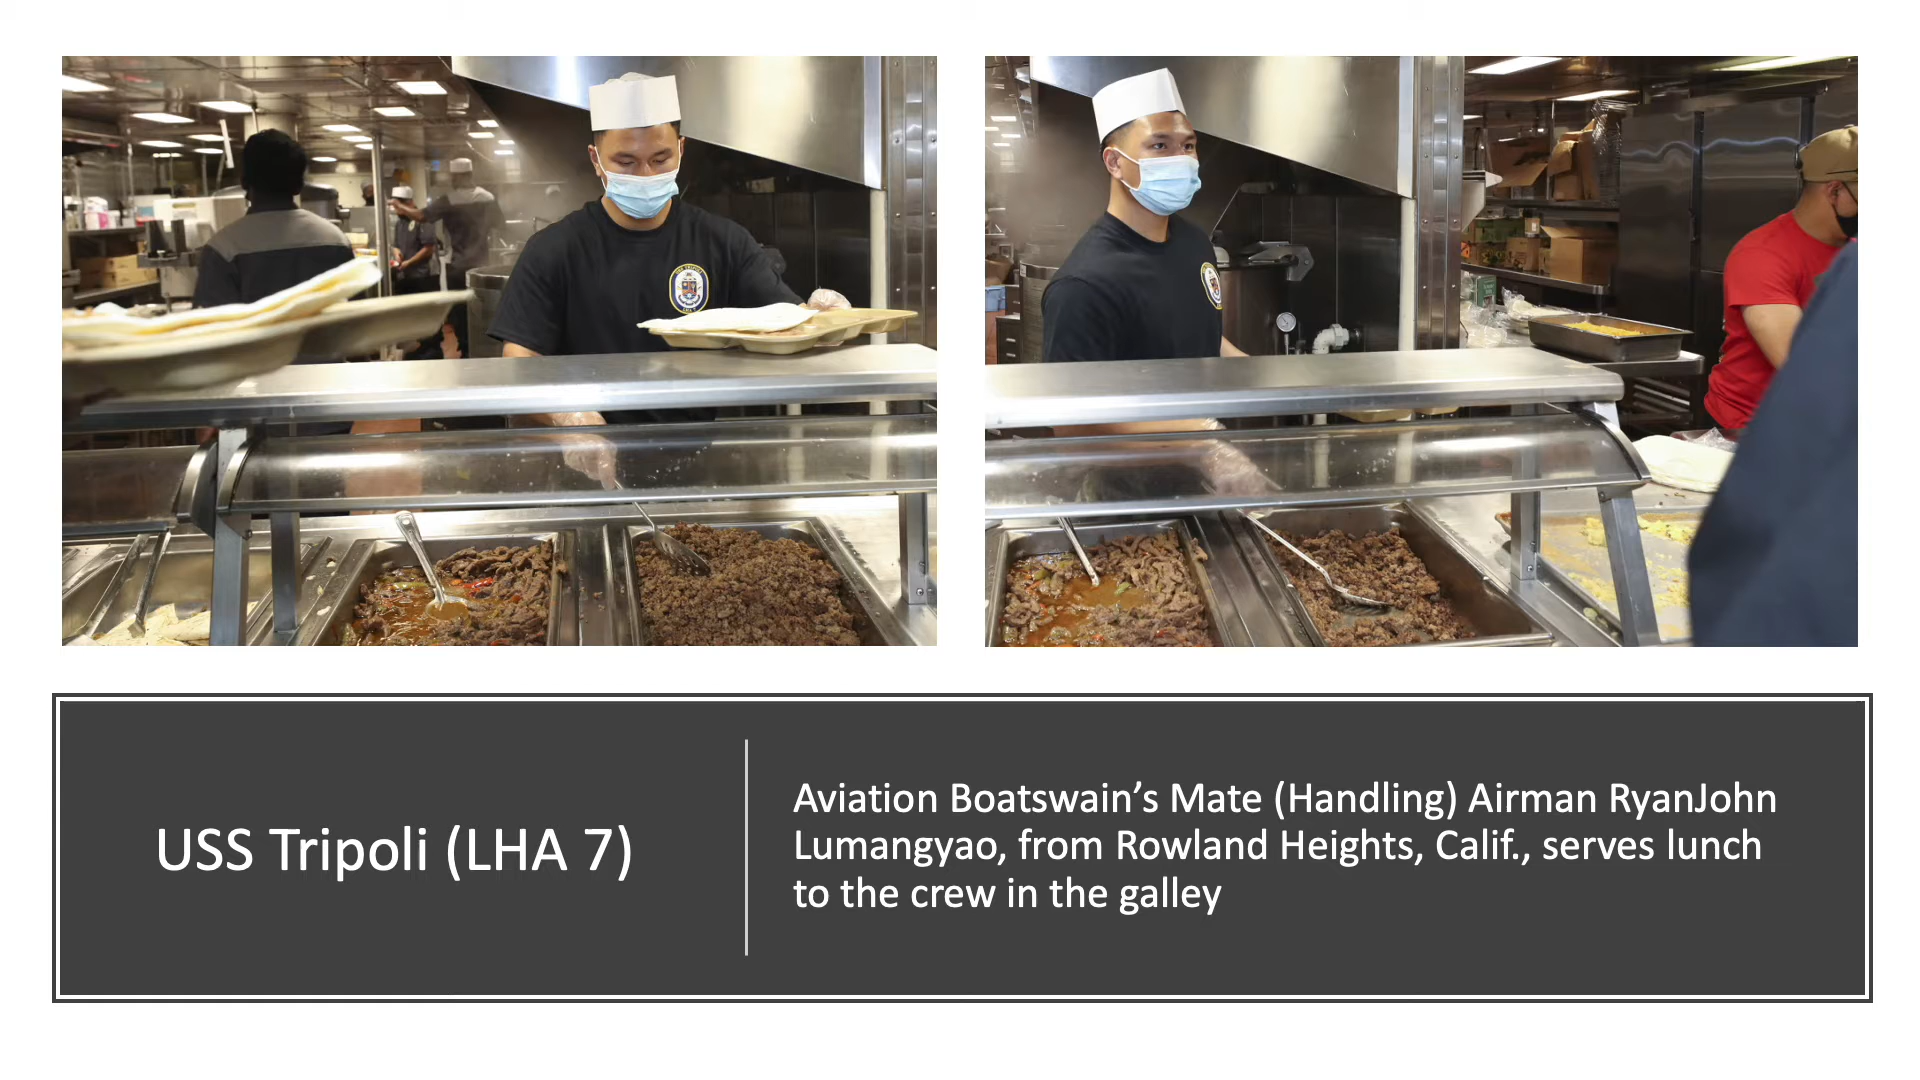 USS Tripoli (LHA 7)
Aviation Boatswain’s Mate (Handling) Airman RyanJohn
Lumangyao, from Rowland Heights, Calif., serves lunch
to the crew in the galley